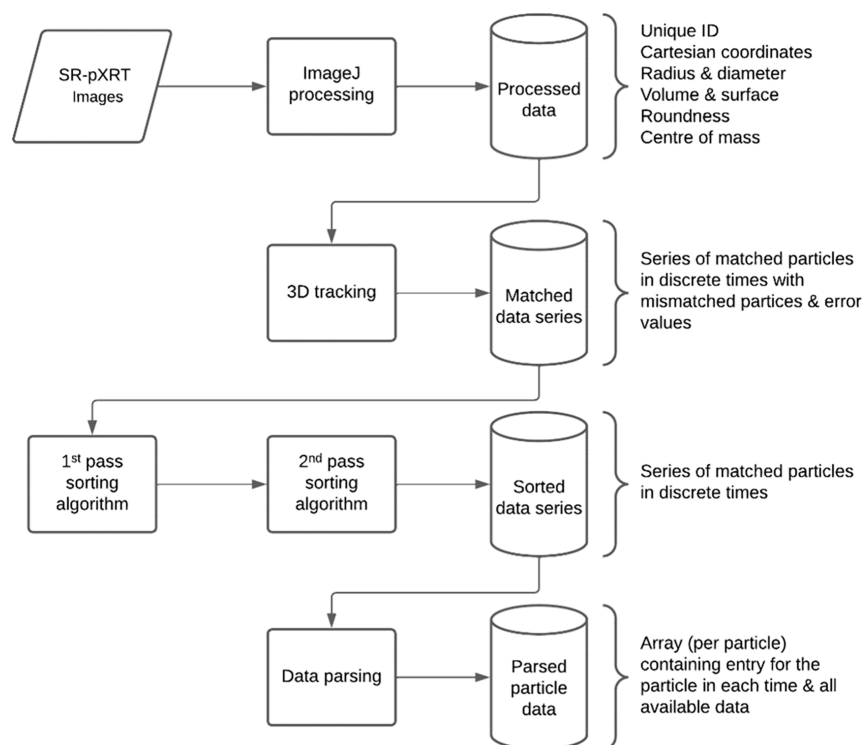 SR-pXRT
Images
ImageJ
processing
Processed
data
Unique ID
Cartesian coordinates
Radius & diameter
Volume & surface
Roundness
Centre of mass
3D tracking
Matched
data series
Series of matched particles
in discrete times with
mismatched partices & error
values
1st pass
sorting
algorithm
2nd pass
sorting
algorithm
Sorted
data series
Series of matched particles
in discrete times
Data parsing
Parsed
particle
data
Array (per particle)
containing entry for the
particle in each time & all
available data